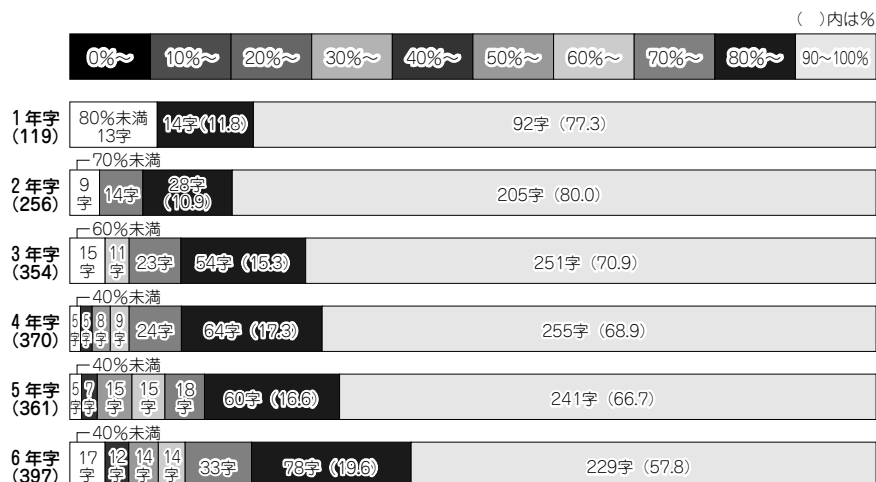 （　）内は%
0%〜 10%〜 20%〜 30%〜 40%〜 50%〜 60%〜 70%〜 80%〜 90〜100%
1年字 80%未満 14字(11.8) 92字（77.3）
（119） 13字
70%未満
2年字 9 14字 28字 205字（80.0）
（256） 字 (10.9)
60%未満
3年字 15 11 23字 54字（15.3） 251字（70.9）
（354） 字 字
40%未満
4年字 5 5 8 9 24字 64字（17.3） 255字（68.9）
（370） 字 字 字 字
40%未満
5年字 5 7 15 15 18 60字（16.6） 241字（66.7）
（361） 字 字 字 字 字
40%未満
6年字 17 12 14 14 33字 78字（19.6） 229字（57.8）
（397） 字 字 字 字